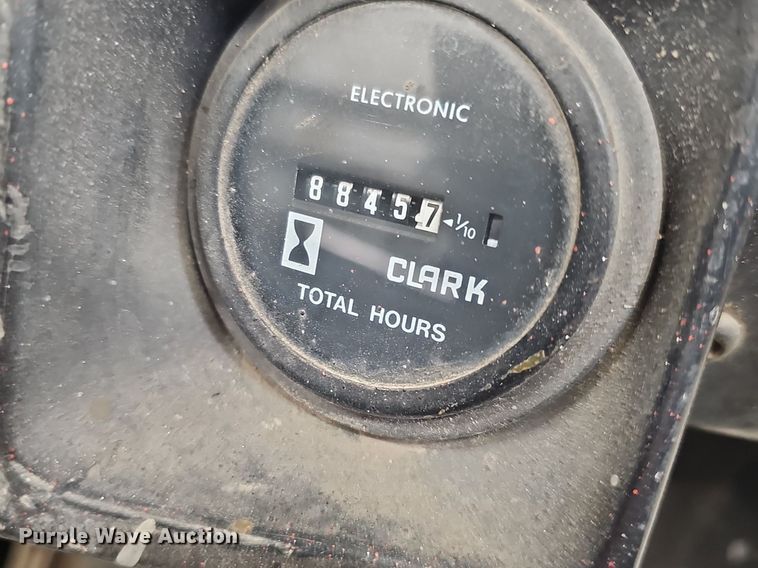 ELECTRONIC
88457 1/10
CLARK
TOTAL HOURS
Purple Wave Auction